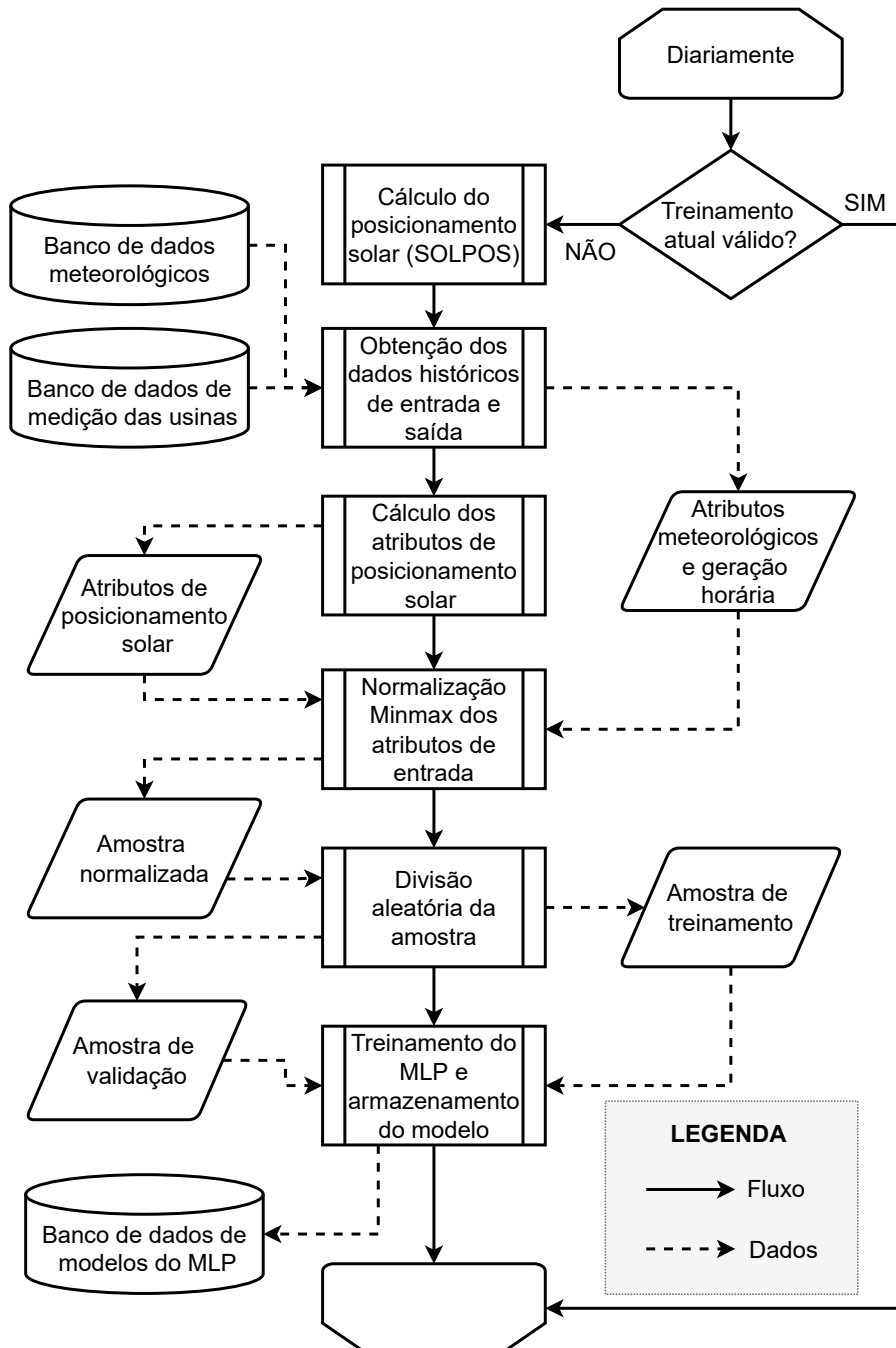 Diariamente
Treinamento
atual válido?
SIM
NÃO
Cálculo do
posicionamento
solar (SOLPOS)
Banco de dados
meteorológicos
Banco de dados de
medição das usinas
Obtenção dos
dados históricos
de entrada e
saída
Cálculo dos
atributos de
posicionamento
solar
Atributos
meteorológicos
e geração
horária
Atributos de
posicionamento
solar
Normalização
Minmax dos
atributos de
entrada
Amostra
normalizada
Divisão
aleatória da
amostra
Amostra de
treinamento
Amostra de
validação
Treinamento do
MLP e
armazenamento
do modelo
Banco de dados de
modelos do MLP
LEGENDA
Fluxo
Dados